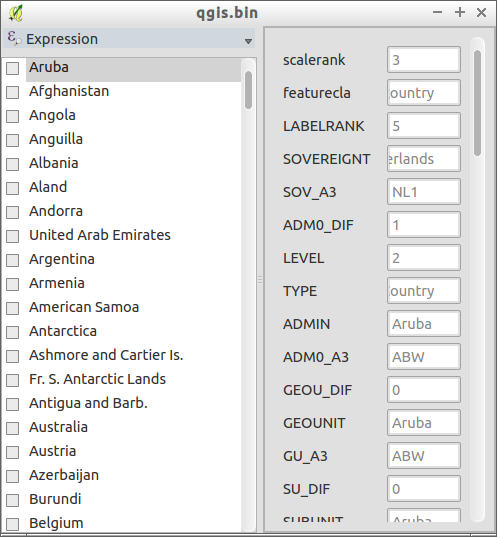 qgis.bin
Expression
Aruba
Afghanistan
Angola
Anguilla
Albania
Aland
Andorra
United Arab Emirates
Argentina
Armenia
American Samoa
Antarctica
Ashmore and Cartier Is.
Fr. S. Antarctic Lands
Antigua and Barb.
Australia
Austria
Azerbaijan
Burundi
Belgium
scalerank 3
featurecla ountry
LABELRANK 5
SOVEREIGNT erlands
SOV_A3 NL1
ADM0_DIF 1
LEVEL 2
TYPE ountry
ADMIN Aruba
ADM0_A3 ABW
GEOU_DIF 0
GEOUNIT Aruba
GU_A3 ABW
SU_DIF 0
SUBUNIT Aruba